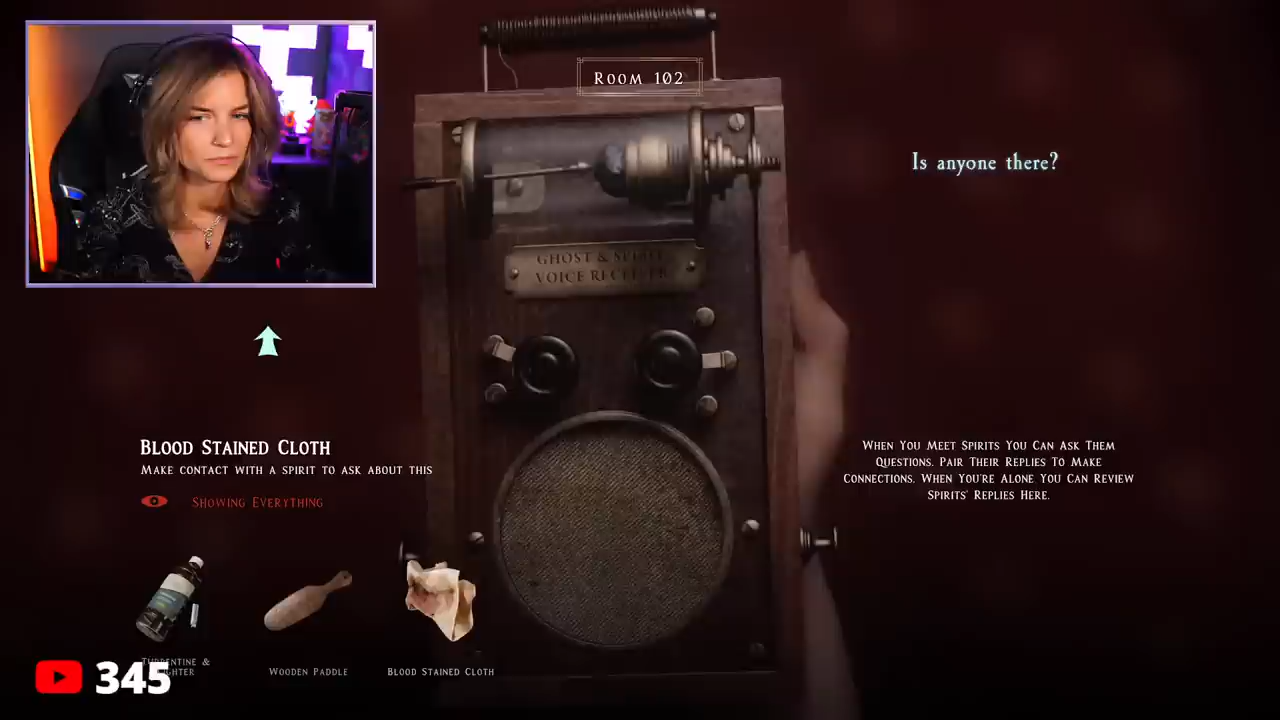 Room 102
Is anyone there?
GHOST & SPIRIT
VOICE RECEIVER
Blood Stained Cloth
Make contact with a spirit to ask about this
Showing Everything
When You Meet Spirits You Can Ask Them
Questions. Pair Their Replies To Make
Connections. When You're Alone You Can Review
Spirits' Replies Here.
Turpentine &
Lighter
Wooden Paddle
Blood Stained Cloth
345